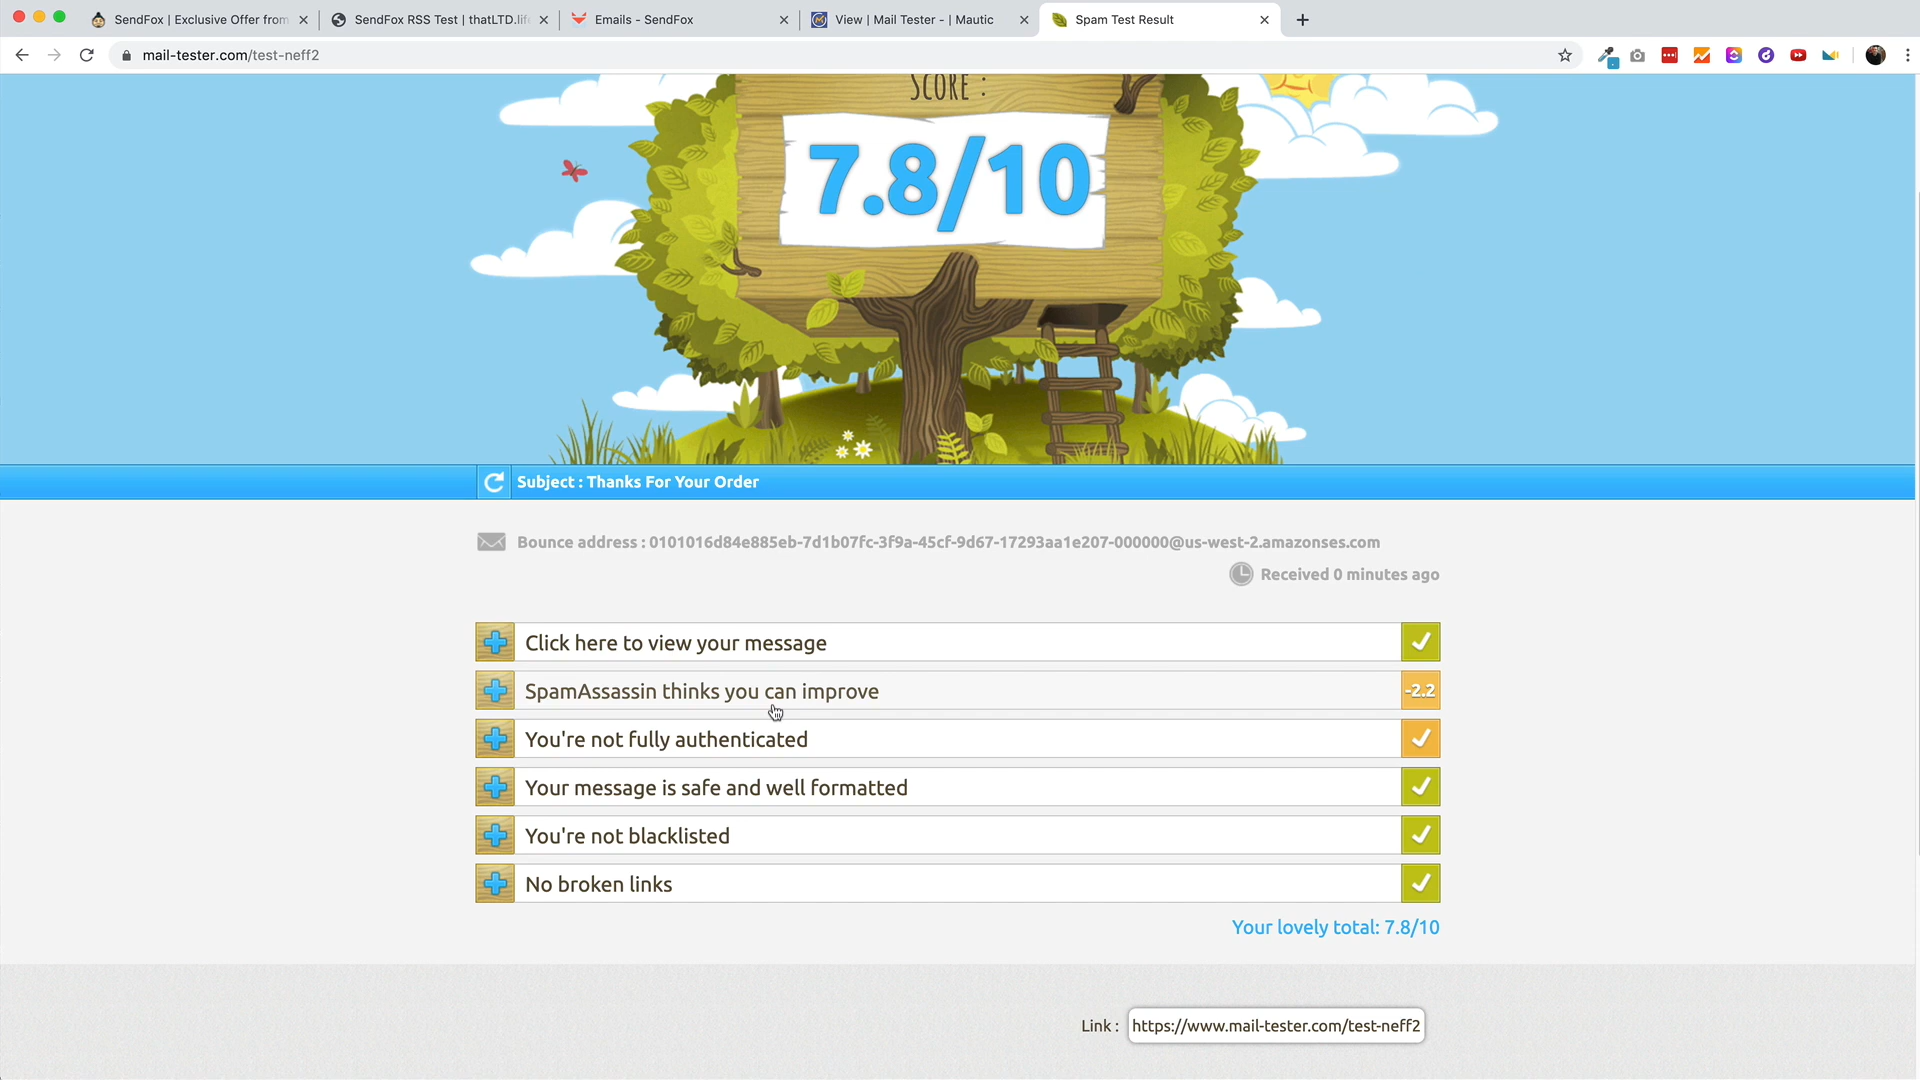 SendFox | Exclusive Offer from
SendFox RSS Test | thatLTD.life
Emails - SendFox
View | Mail Tester - | Mautic
Spam Test Result
mail-tester.com/test-neff2
SCORE :
7.8/10
Subject : Thanks For Your Order
Bounce address : 0101016d84e885eb-7d1b07fc-3f9a-45cf-9d67-17293aa1e207-000000@us-west-2.amazonses.com
Received 0 minutes ago
Click here to view your message
SpamAssassin thinks you can improve
-2.2
You're not fully authenticated
Your message is safe and well formatted
You're not blacklisted
No broken links
Your lovely total: 7.8/10
Link :
https://www.mail-tester.com/test-neff2